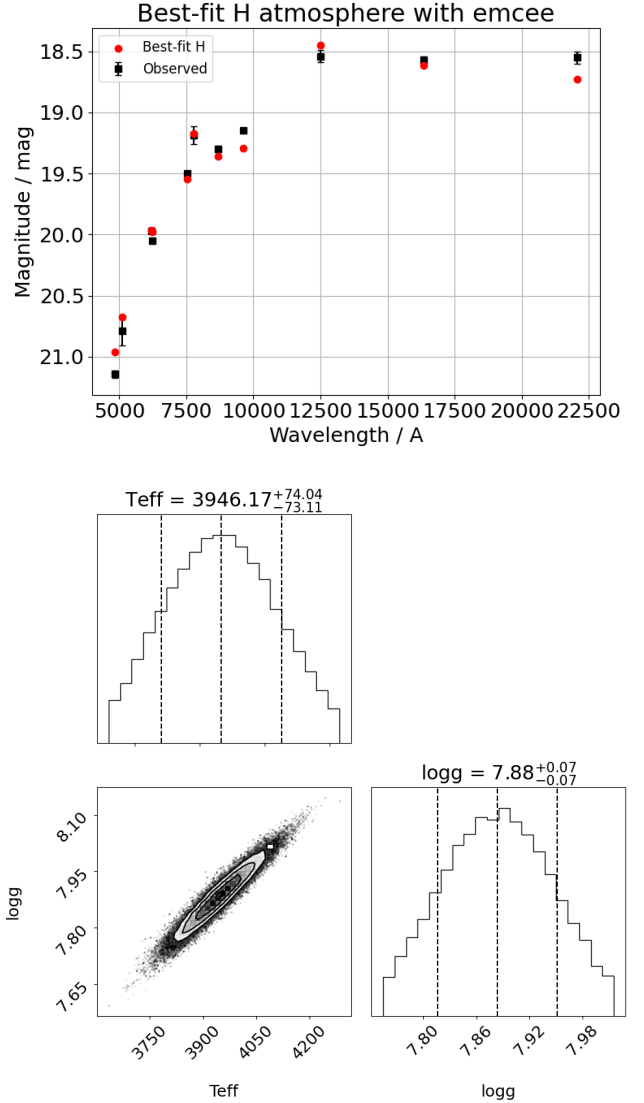 Best-fit H atmosphere with emcee
Best-fit H
Observed
Magnitude / mag
18.5
19.0
19.5
20.0
20.5
21.0
5000 7500 10000 12500 15000 17500 20000 22500
Wavelength / A
Teff = 3946.17 +74.04 −73.11
logg = 7.88 +0.07 −0.07
logg
8.10
7.95
7.80
7.65
3750 3900 4050 4200
Teff
7.80 7.86 7.92 7.98
logg